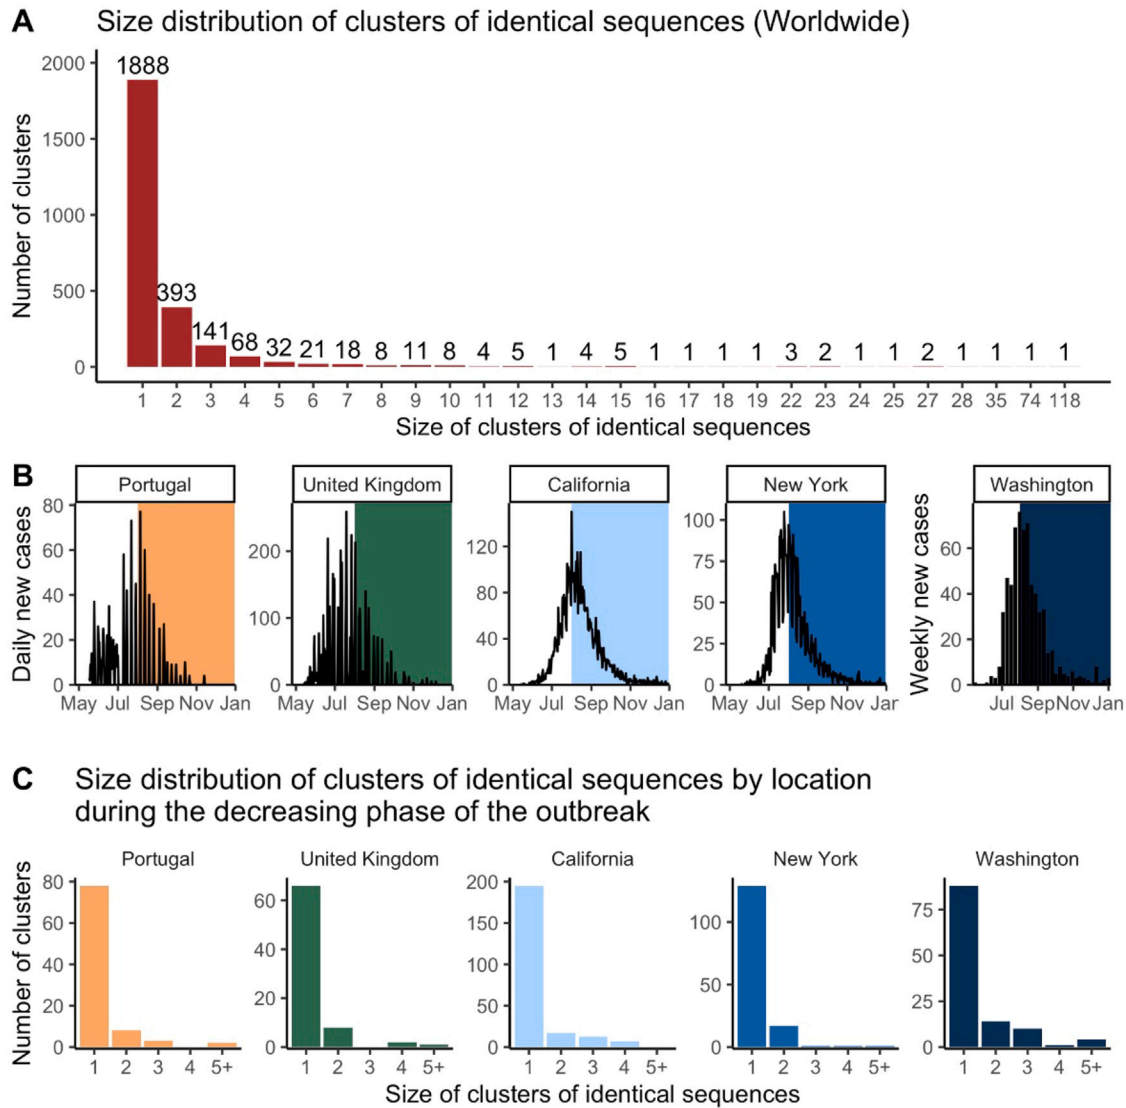 A Size distribution of clusters of identical sequences (Worldwide)
Number of clusters
2000
1500
1000
500
0
1888 393 141 68 32 21 18 8 11 8 4 5 1 4 5 1 1 1 1 3 2 1 1 2 1 1 1 1
1 2 3 4 5 6 7 8 9 10 11 12 13 14 15 16 17 18 19 22 23 24 25 27 28 35 74 118
Size of clusters of identical sequences
B
Portugal United Kingdom California New York Washington
Daily new cases
80
60
40
20
0
May Jul Sep Nov Jan
200
100
0
May Jul Sep Nov Jan
120
80
40
0
May Jul Sep Nov Jan
100
75
50
25
0
May Jul Sep Nov Jan
Weekly new cases
60
40
20
0
Jul Sep Nov Jan
C Size distribution of clusters of identical sequences by location
during the decreasing phase of the outbreak
Portugal United Kingdom California New York Washington
Number of clusters
80
60
40
20
0
1 2 3 4 5+
60
40
20
0
1 2 3 4 5+
200
150
100
50
0
1 2 3 4 5+
100
50
0
1 2 3 4 5+
75
50
25
0
1 2 3 4 5+
Size of clusters of identical sequences